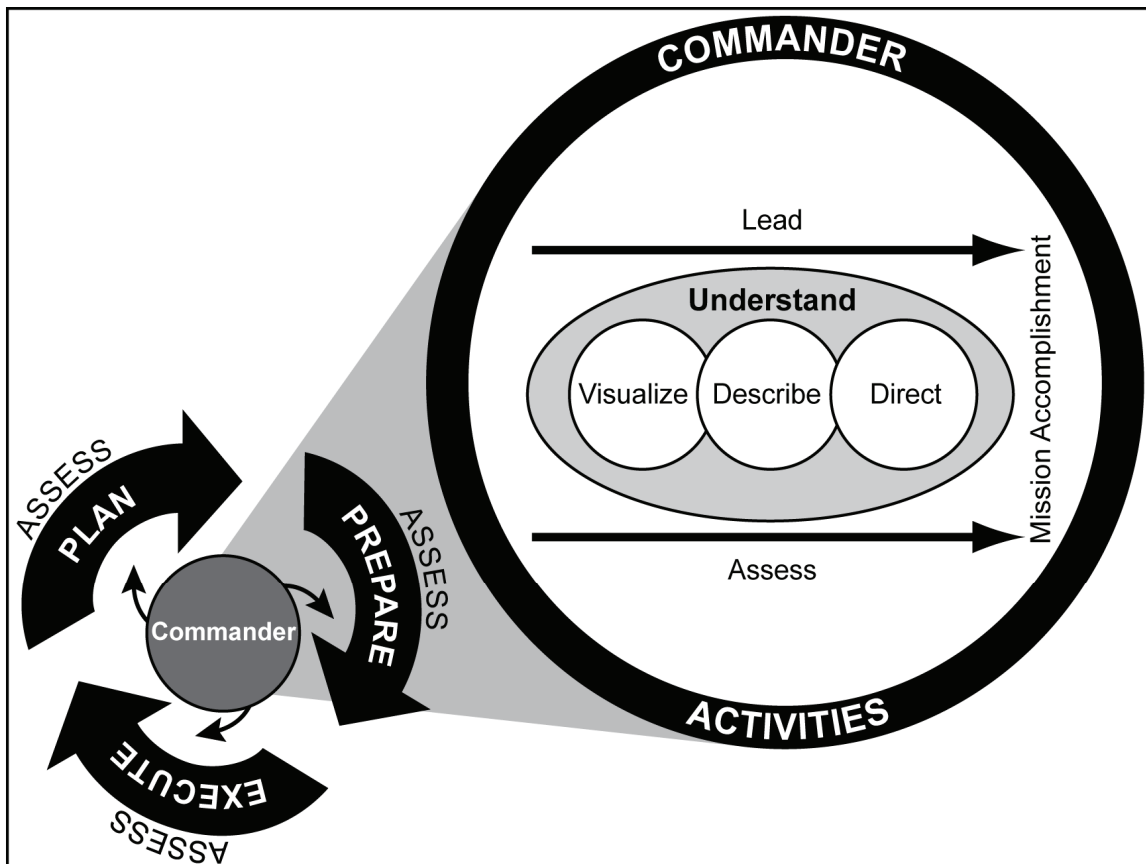 COMMANDER
Lead
Understand
Visualize
Describe
Direct
Mission Accomplishment
Assess
ACTIVITIES
ASSESS
PLAN
PREPARE
ASSESS
Commander
EXECUTE
ASSESS